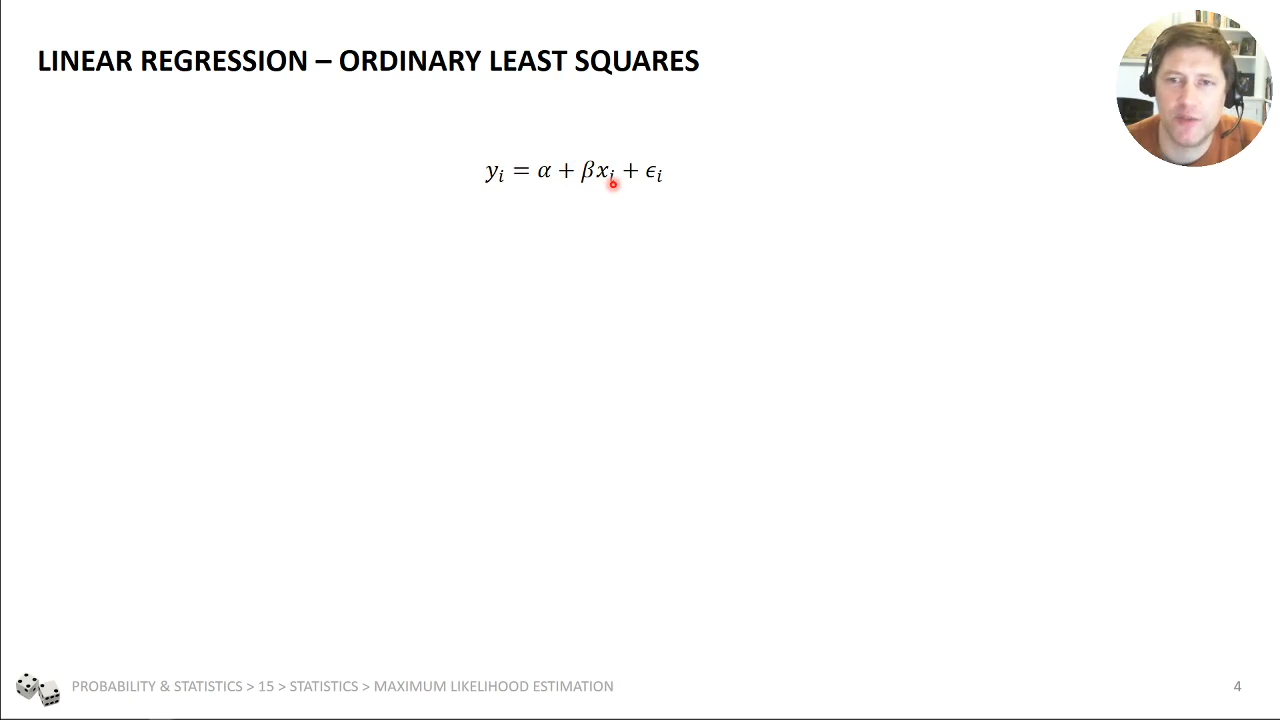 LINEAR REGRESSION – ORDINARY LEAST SQUARES
yᵢ = α + βxᵢ + ϵᵢ
PROBABILITY & STATISTICS > 15 > STATISTICS > MAXIMUM LIKELIHOOD ESTIMATION
4